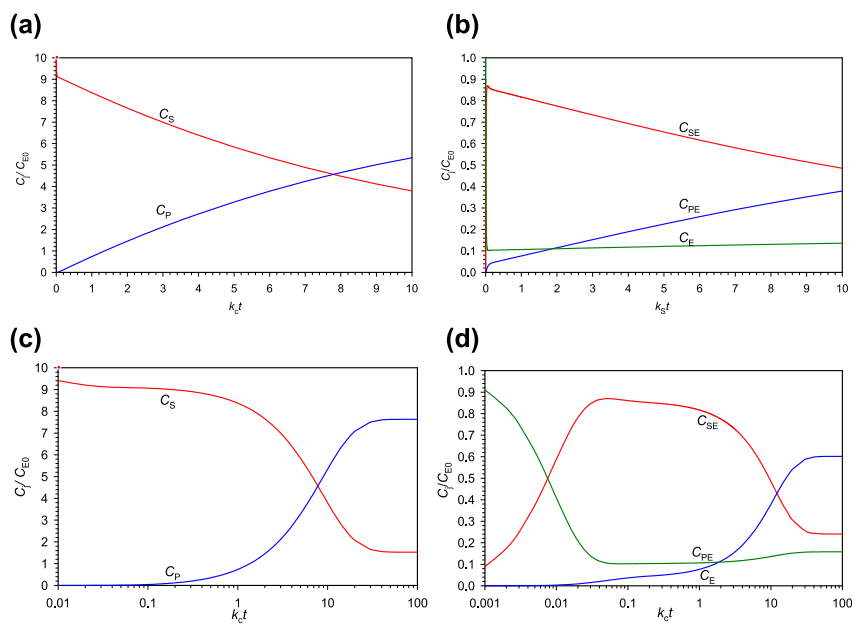 (a)
10
9
8
7
6
5
4
3
2
1
0
C_j/C_E0
C_S
C_P
0 1 2 3 4 5 6 7 8 9 10
k_c t
(b)
1.0
0.9
0.8
0.7
0.6
0.5
0.4
0.3
0.2
0.1
0.0
C_j/C_E0
C_SE
C_PE
C_E
0 1 2 3 4 5 6 7 8 9 10
k_S t
(c)
10
9
8
7
6
5
4
3
2
1
0
C_j/C_E0
C_S
C_P
0.01 0.1 1 10 100
k_c t
(d)
1.0
0.9
0.8
0.7
0.6
0.5
0.4
0.3
0.2
0.1
0.0
C_j/C_E0
C_SE
C_PE
C_E
0.001 0.01 0.1 1 10 100
k_c t